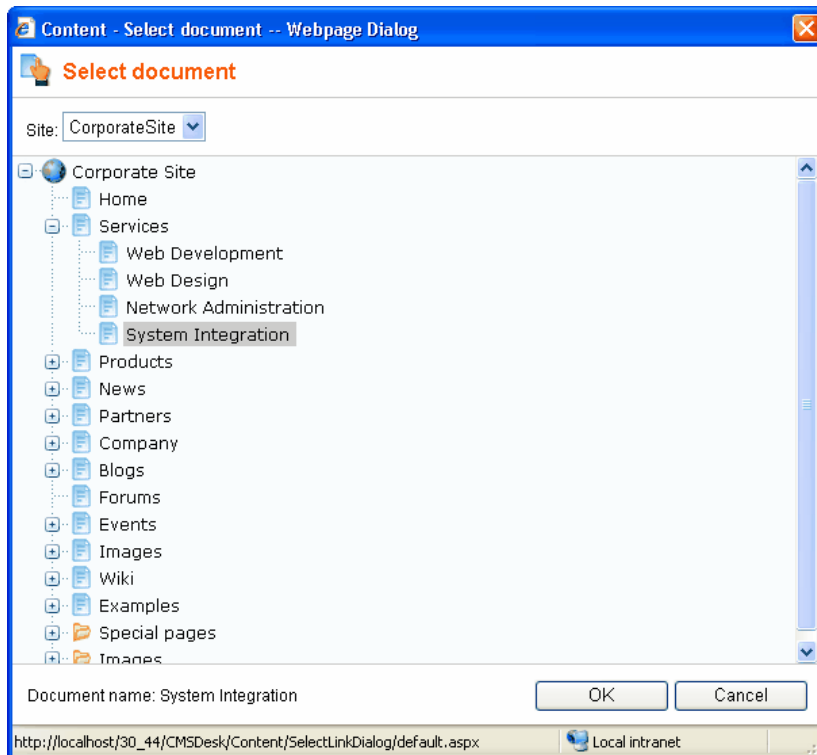 Content - Select document -- Webpage Dialog
Select document
Site: CorporateSite
Corporate Site
Home
Services
Web Development
Web Design
Network Administration
System Integration
Products
News
Partners
Company
Blogs
Forums
Events
Images
Wiki
Examples
Special pages
Images
Document name: System Integration OK Cancel
http://localhost/30_44/CMSDesk/Content/SelectLinkDialog/default.aspx Local intranet